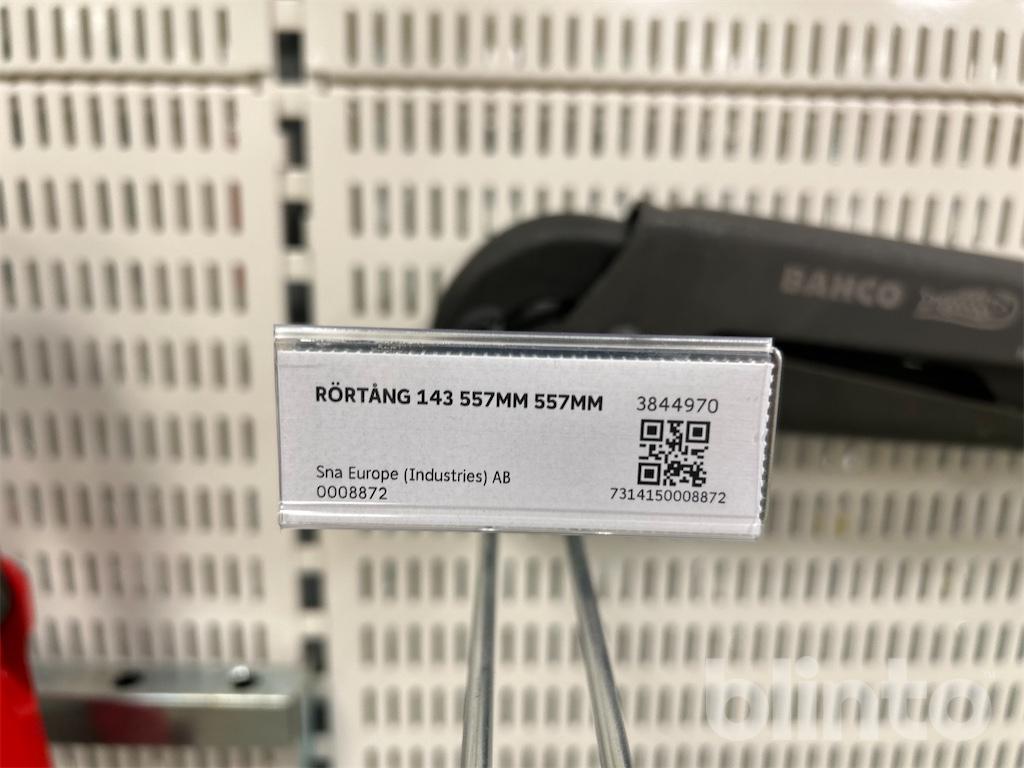 BAHCO
RÖRTÅNG 143 557MM 557MM
3844970
Sna Europe (Industries) AB
0008872
7314150008872
blinto